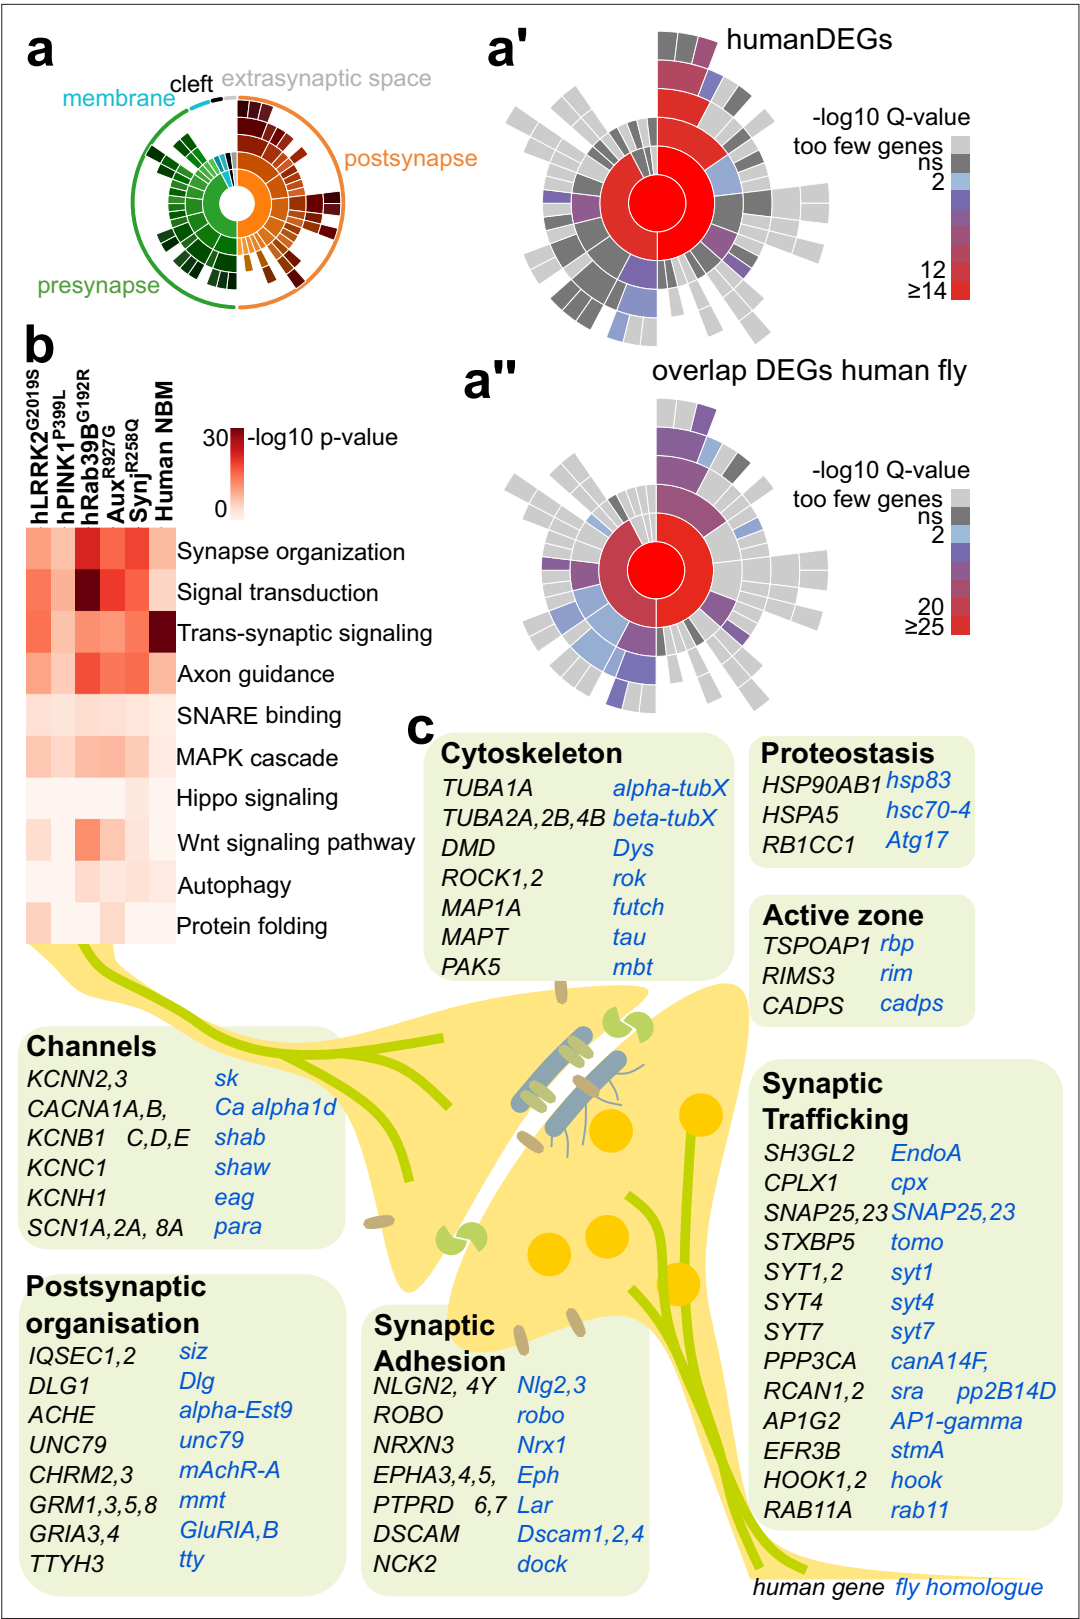 a
cleft
extrasynaptic space
membrane
postsynapse
presynapse
a'
humanDEGs
-log10 Q-value
too few genes
ns
2
12
≥14
a"
overlap DEGs human fly
-log10 Q-value
too few genes
ns
2
20
≥25
b
hLRRK2G2019S
hPINK1P399L
hRab39BG192R
AuxR927G
SynjR258Q
Human NBM
30
-log10 p-value
0
Synapse organization
Signal transduction
Trans-synaptic signaling
Axon guidance
SNARE binding
MAPK cascade
Hippo signaling
Wnt signaling pathway
Autophagy
Protein folding
c
Cytoskeleton
TUBA1A alpha-tubX
TUBA2A,2B,4B beta-tubX
DMD Dys
ROCK1,2 rok
MAP1A futch
MAPT tau
PAK5 mbt
Proteostasis
HSP90AB1 hsp83
HSPA5 hsc70-4
RB1CC1 Atg17
Active zone
TSPOAP1 rbp
RIMS3 rim
CADPS cadps
Channels
KCNN2,3 sk
CACNA1A,B, Ca alpha1d
KCNB1 C,D,E shab
KCNC1 shaw
KCNH1 eag
SCN1A,2A, 8A para
Synaptic
Trafficking
SH3GL2 EndoA
CPLX1 cpx
SNAP25,23 SNAP25,23
STXBP5 tomo
SYT1,2 syt1
SYT4 syt4
SYT7 syt7
PPP3CA canA14F,
RCAN1,2 sra pp2B14D
AP1G2 AP1-gamma
EFR3B stmA
HOOK1,2 hook
RAB11A rab11
Postsynaptic
organisation
IQSEC1,2 siz
DLG1 Dlg
ACHE alpha-Est9
UNC79 unc79
CHRM2,3 mAchR-A
GRM1,3,5,8 mmt
GRIA3,4 GluRIA,B
TTYH3 tty
Synaptic
Adhesion
NLGN2, 4Y Nlg2,3
ROBO robo
NRXN3 Nrx1
EPHA3,4,5, Eph
PTPRD 6,7 Lar
DSCAM Dscam1,2,4
NCK2 dock
human gene fly homologue